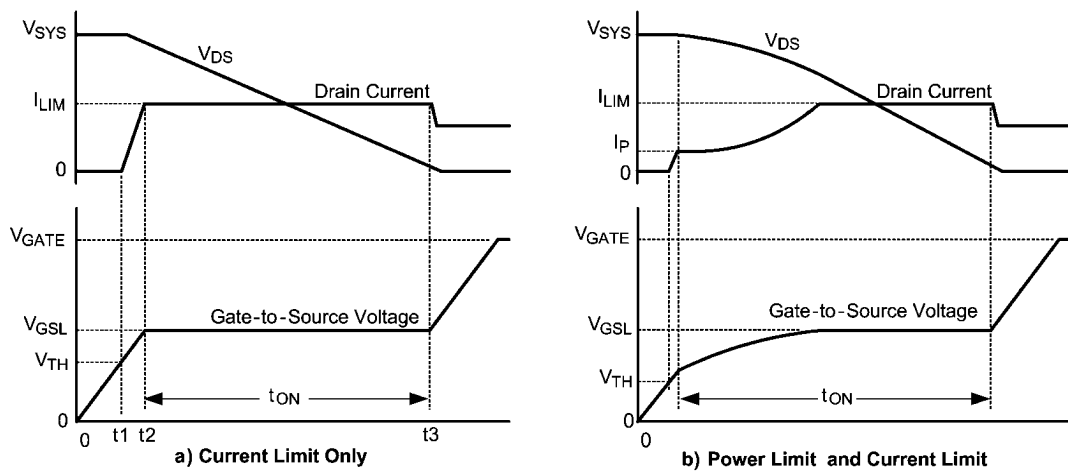 VSYS
VDS
ILIM
Drain Current
0
VGATE
VGSL
Gate-to-Source Voltage
VTH
tON
0
0
t1
t2
t3
a) Current Limit Only
VSYS
VDS
ILIM
Drain Current
IP
0
VGATE
VGSL
Gate-to-Source Voltage
VTH
tON
0
0
b) Power Limit and Current Limit